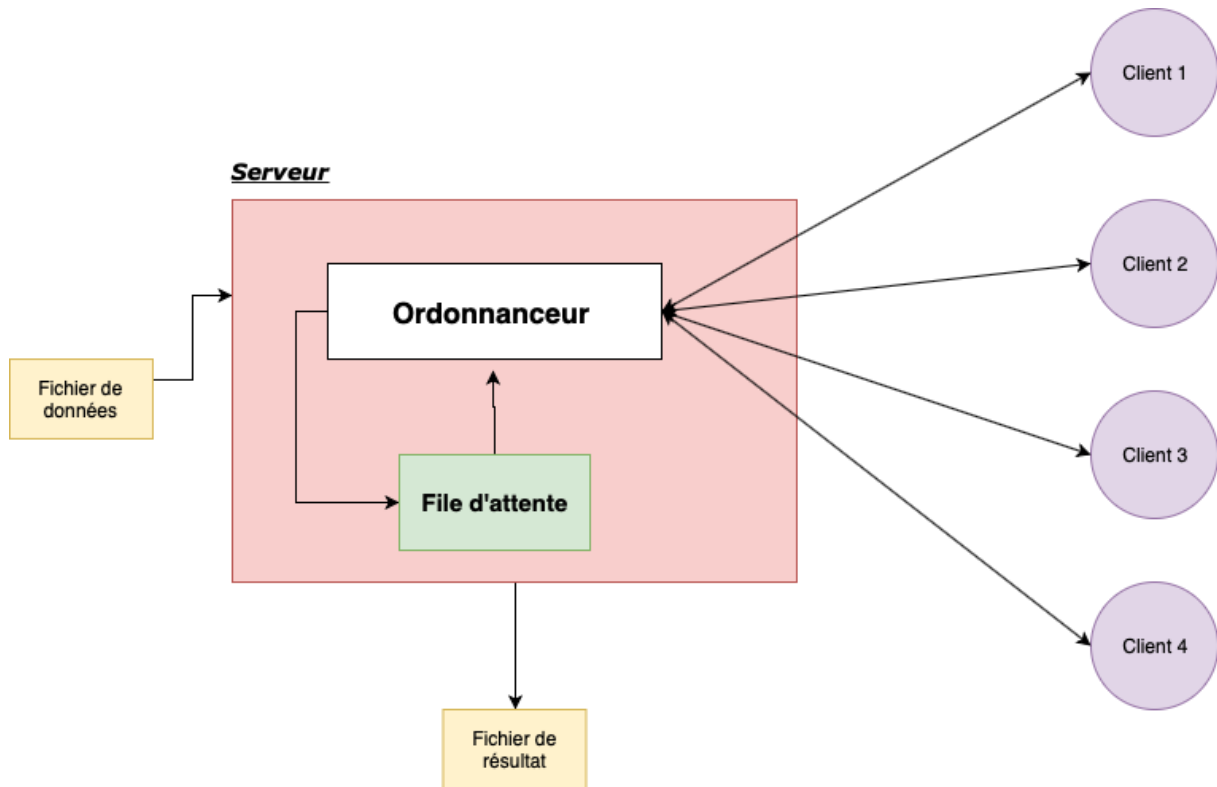 Client 1
Serveur
Client 2
Ordonnanceur
Fichier de
données
Client 3
File d'attente
Client 4
Fichier de
résultat